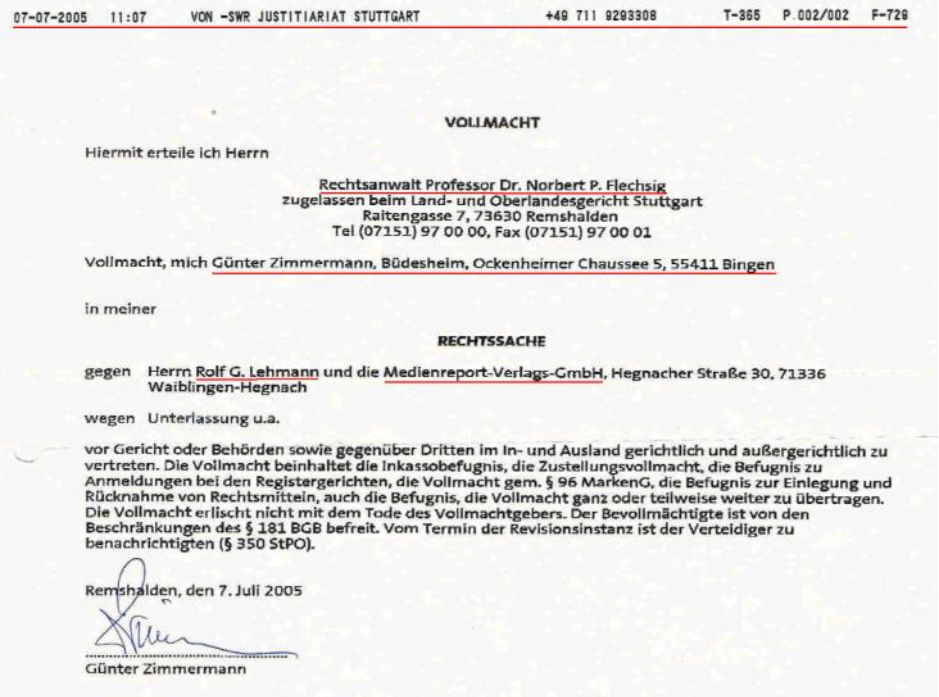 07-07-2005 11:07 VON -SWR JUSTITIARIAT STUTTGART +49 711 9293308 T-365 P.002/002 F-729
VOLLMACHT
Hiermit erteile ich Herrn
Rechtsanwalt Professor Dr. Norbert P. Flechsig
zugelassen beim Land- und Oberlandesgericht Stuttgart
Raitengasse 7, 73630 Remshalden
Tel (07151) 97 00 00, Fax (07151) 97 00 01
Vollmacht, mich Günter Zimmermann, Büdesheim, Ockenheimer Chaussee 5, 55411 Bingen
in meiner
RECHTSSACHE
gegen Herrn Rolf G. Lehmann und die Medienreport-Verlags-GmbH, Hegnacher Straße 30, 71336
Waiblingen-Hegnach
wegen Unterlassung u.a.
vor Gericht oder Behörden sowie gegenüber Dritten im In- und Ausland gerichtlich und außergerichtlich zu
vertreten. Die Vollmacht beinhaltet die Inkassobefugnis, die Zustellungsvollmacht, die Befugnis zu
Anmeldungen bei den Registergerichten, die Vollmacht gem. § 96 MarkenG, die Befugnis zur Einlegung und
Rücknahme von Rechtsmitteln, auch die Befugnis, die Vollmacht ganz oder teilweise weiter zu übertragen.
Die Vollmacht erlischt nicht mit dem Tode des Vollmachtgebers. Der Bevollmächtigte ist von den
Beschränkungen des § 181 BGB befreit. Vom Termin der Revisionsinstanz ist der Verteidiger zu
benachrichtigten (§ 350 StPO).
Remshalden, den 7. Juli 2005
Günter Zimmermann